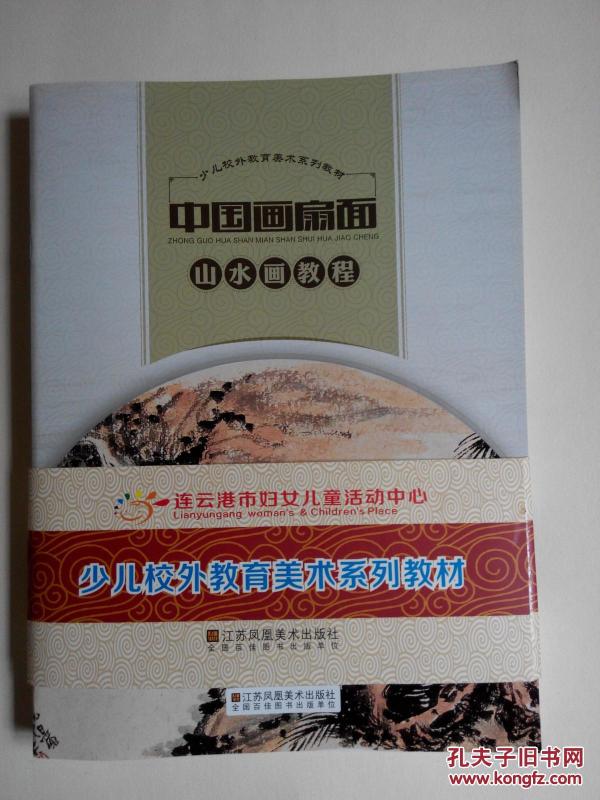 少儿校外教育美术系列教材
中国画扇面
ZHONG GUO HUA SHAN MIAN SHAN SHUI HUA JIAO CHENG
山水画教程
连云港市妇女儿童活动中心
Lianyungang woman's & Children's Place
少儿校外教育美术系列教材
江苏凤凰美术出版社
全国百佳图书出版单位
江苏凤凰美术出版社
全国百佳图书出版单位
孔夫子旧书网
www.kongfz.com